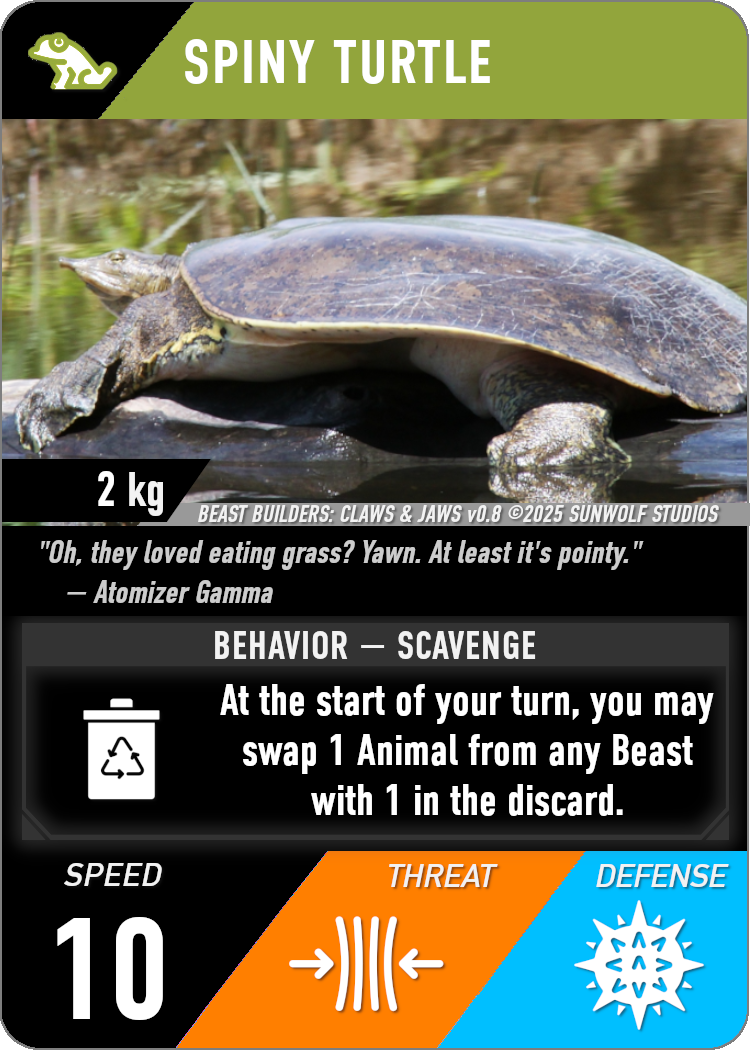 SPINY TURTLE
2 kg
BEAST BUILDERS: CLAWS & JAWS v0.8 ©2025 SUNWOLF STUDIOS
"Oh, they loved eating grass? Yawn. At least it's pointy."
— Atomizer Gamma
BEHAVIOR — SCAVENGE
At the start of your turn, you may
swap 1 Animal from any Beast
with 1 in the discard.
SPEED
THREAT
DEFENSE
10